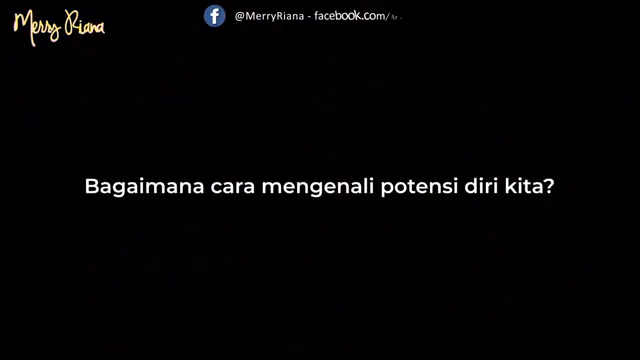 Merry Riana
@MerryRiana - facebook.com/
Bagaimana cara mengenali potensi diri kita?